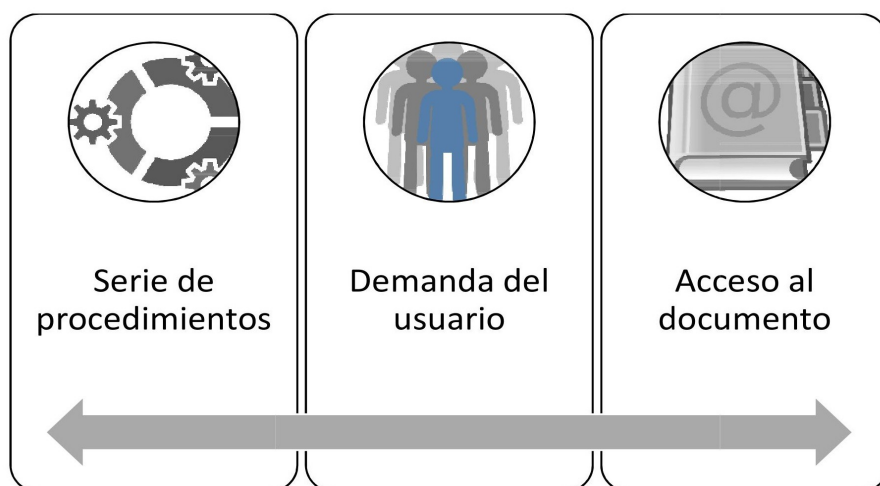 @
Serie de
procedimientos
Demanda del
usuario
Acceso al
documento